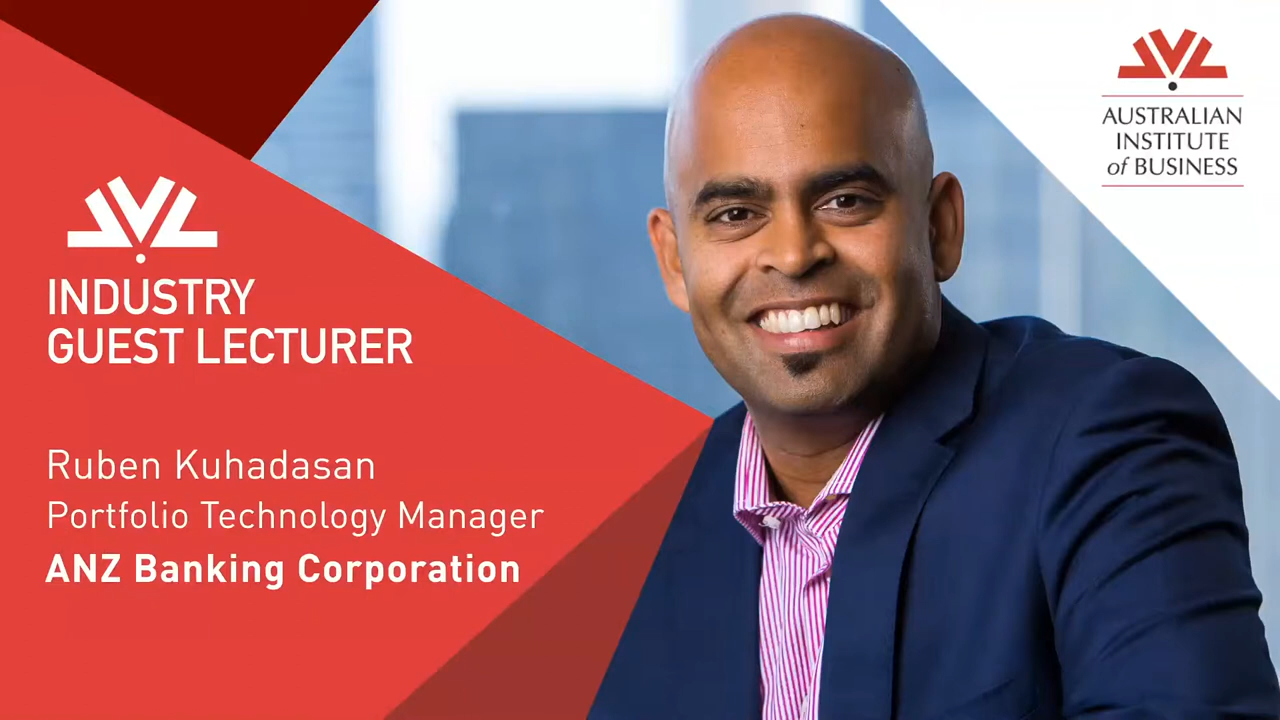 INDUSTRY
GUEST LECTURER
Ruben Kuhadasan
Portfolio Technology Manager
ANZ Banking Corporation
AUSTRALIAN
INSTITUTE
of BUSINESS